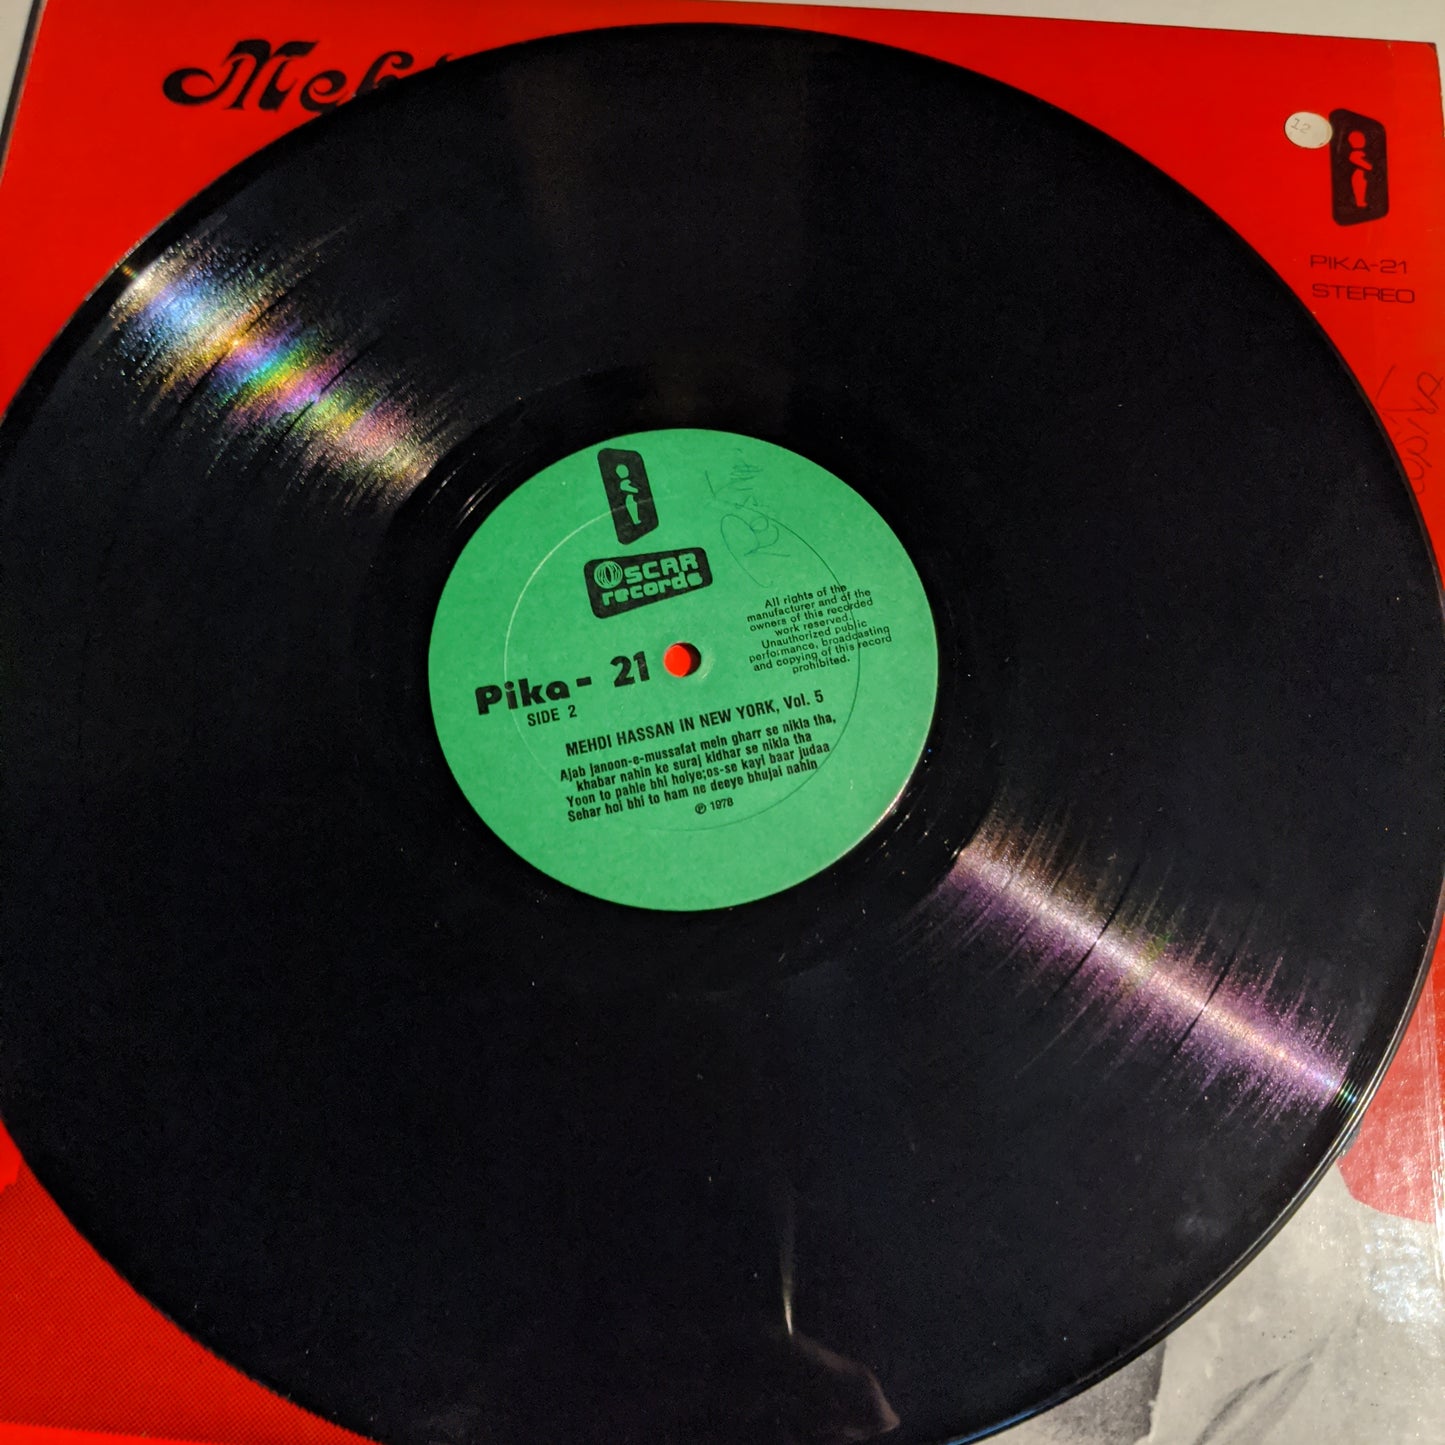 Meh
12
PIKA-21
STEREO
OSCAR
records
All rights of the
manufacturer and of the
owners of this recorded
work reserved.
Unauthorized public
performance, broadcasting
and copying of this record
prohibited.
Pika- 21
SIDE 2
MEHDI HASSAN IN NEW YORK, Vol. 5
Ajab janoon-e-mussafat mein gharr se nikla tha,
khabar nahin ke suraj kidhar se nikla tha
Yoon to pahle bhi hoiye;os-se kayi baar judaa
Sehar hoi bhi to ham ne deeye bhujai nahin
℗ 1978